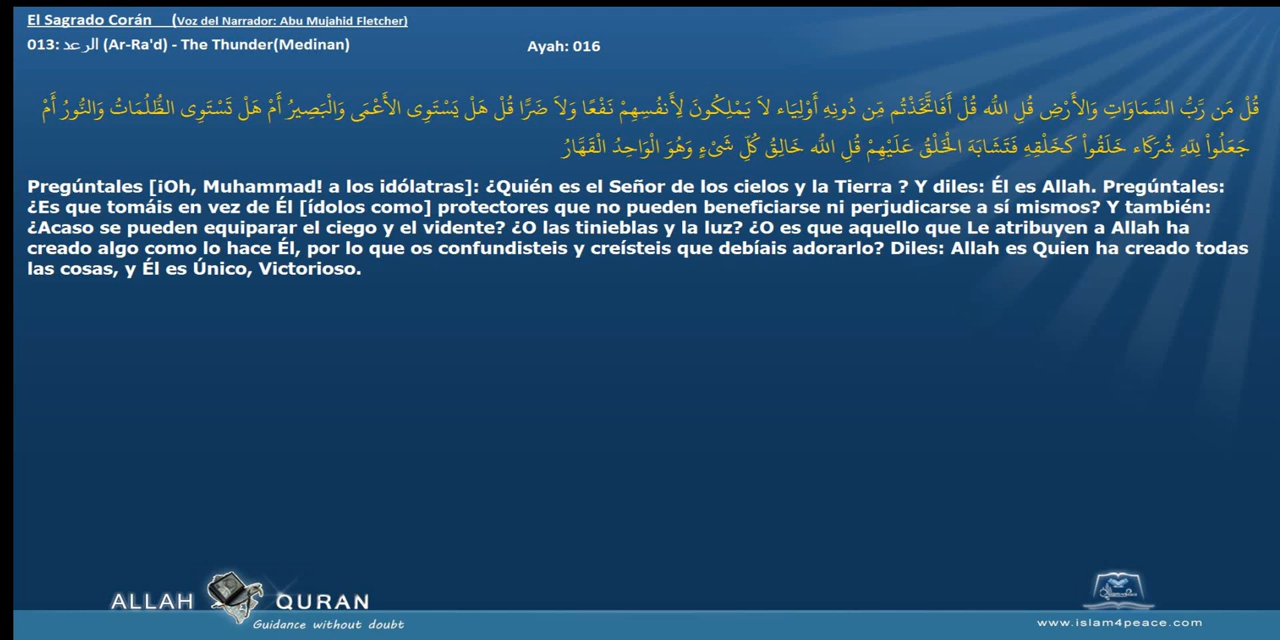 El Sagrado Corán (Voz del Narrador: Abu Mujahid Fletcher)
013: الرعد (Ar-Ra'd) - The Thunder(Medinan) Ayah: 016
قُلْ مَن رَّبُّ السَّمَاوَاتِ وَالأَرْضِ قُلِ اللّهُ قُلْ أَفَاتَّخَذْتُم مِّن دُونِهِ أَوْلِيَاء لاَ يَمْلِكُونَ لِأَنفُسِهِمْ نَفْعًا وَلاَ ضَرًّا قُلْ هَلْ يَسْتَوِى الأَعْمَى وَالْبَصِيرُ أَمْ هَلْ تَسْتَوِى الظُّلُمَاتُ وَالنُّورُ أَمْ
جَعَلُواْ لِلّهِ شُرَكَاء خَلَقُواْ كَخَلْقِهِ فَتَشَابَهَ الْخَلْقُ عَلَيْهِمْ قُلِ اللّهُ خَالِقُ كُلِّ شَىْءٍ وَهُوَ الْوَاحِدُ الْقَهَّارُ
Pregúntales [¡Oh, Muhammad! a los idólatras]: ¿Quién es el Señor de los cielos y la Tierra ? Y diles: Él es Allah. Pregúntales:
¿Es que tomáis en vez de Él [ídolos como] protectores que no pueden beneficiarse ni perjudicarse a sí mismos? Y también:
¿Acaso se pueden equiparar el ciego y el vidente? ¿O las tinieblas y la luz? ¿O es que aquello que Le atribuyen a Allah ha
creado algo como lo hace Él, por lo que os confundisteis y creísteis que debíais adorarlo? Diles: Allah es Quien ha creado todas
las cosas, y Él es Único, Victorioso.
ALLAH QURAN
Guidance without doubt
www.islam4peace.com